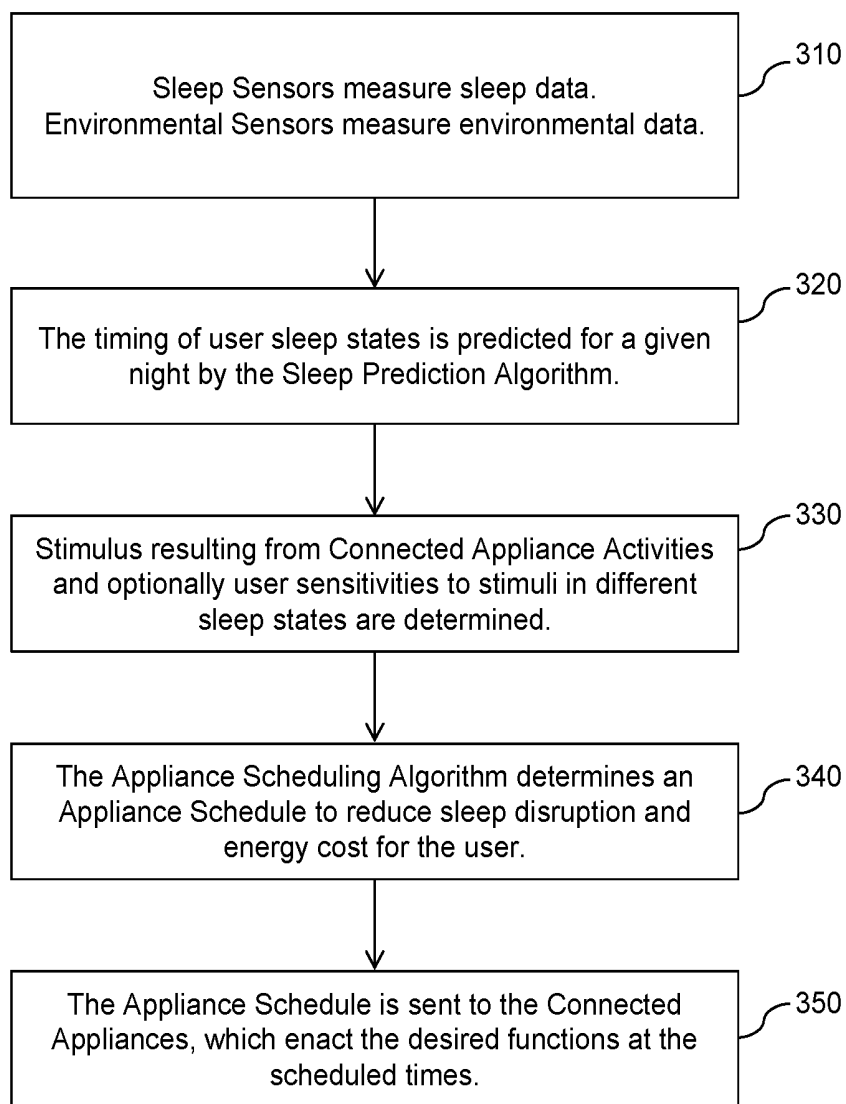 Sleep Sensors measure sleep data.
Environmental Sensors measure environmental data.
310
The timing of user sleep states is predicted for a given
night by the Sleep Prediction Algorithm.
320
Stimulus resulting from Connected Appliance Activities
and optionally user sensitivities to stimuli in different
sleep states are determined.
330
The Appliance Scheduling Algorithm determines an
Appliance Schedule to reduce sleep disruption and
energy cost for the user.
340
The Appliance Schedule is sent to the Connected
Appliances, which enact the desired functions at the
scheduled times.
350